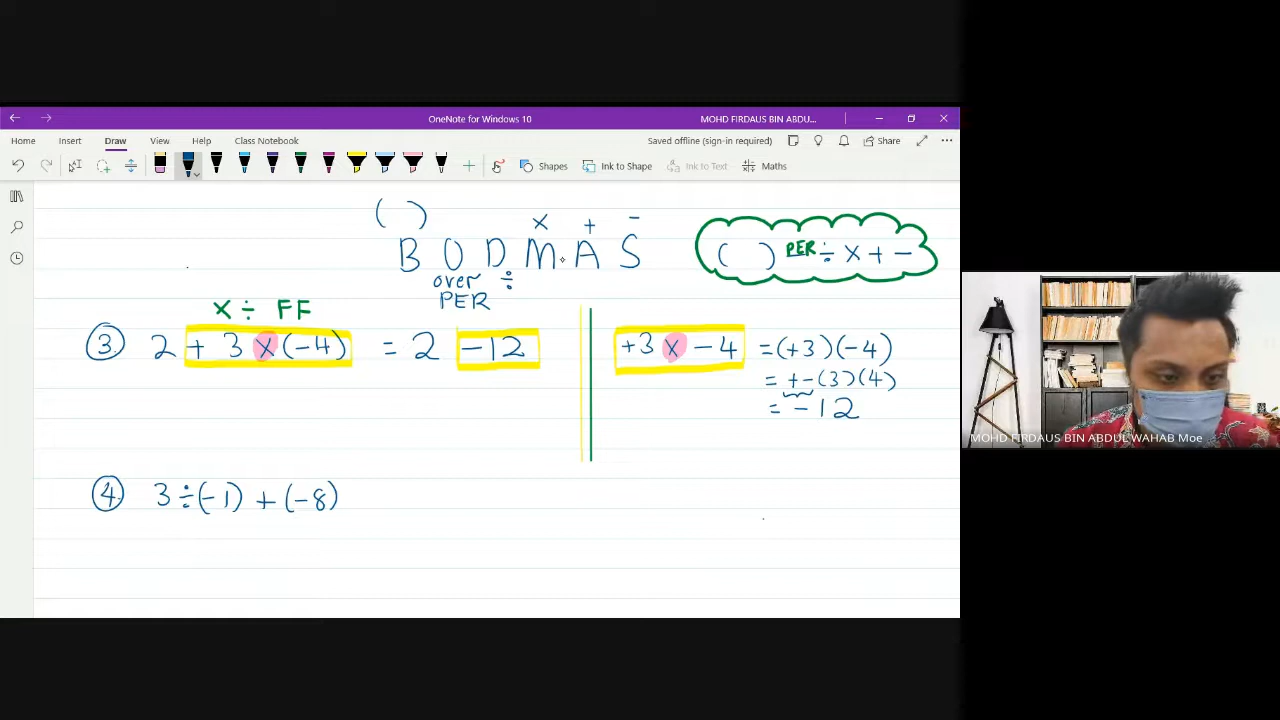 OneNote for Windows 10
MOHD FIRDAUS BIN ABDU...
Home Insert Draw View Help Class Notebook
Saved offline (sign-in required)
Share
Shapes Ink to Shape Ink to Text Maths
( ) × + −
B O D M A S
over ÷
PER
( ) PER ÷ × + −
× ÷ FF
③ 2 + 3 × (−4) = 2 −12
+3 × −4 = (+3)(−4)
= +−(3)(4)
= −12
④ 3 ÷ (−1) + (−8)
MOHD FIRDAUS BIN ABDUL WAHAB Moe